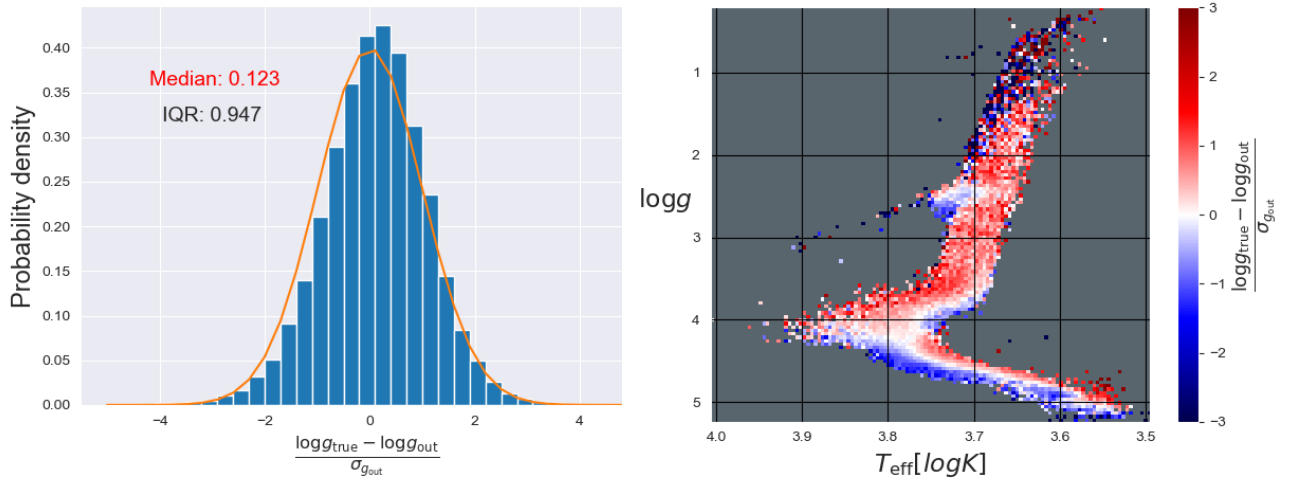 0.40
0.35
0.30
0.25
0.20
0.15
0.10
0.05
0.00
Probability density
Median: 0.123
IQR: 0.947
−4 −2 0 2 4
logg_true − logg_out
σ_g_out
1
2
3
4
5
logg
4.0 3.9 3.8 3.7 3.6 3.5
T_eff[logK]
3
2
1
0
−1
−2
−3
logg_true − logg_out
σ_g_out